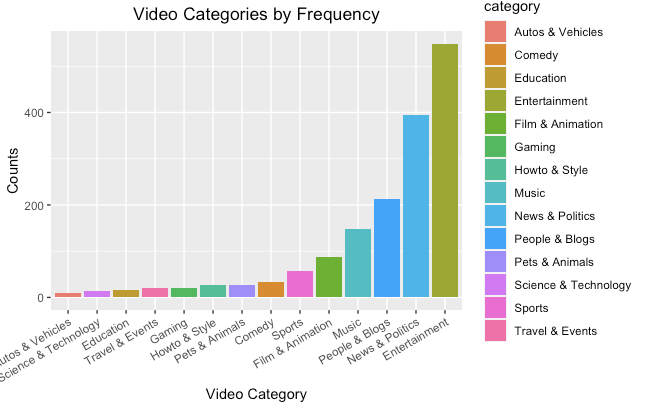 Video Categories by Frequency
Counts
400
200
0
utos & Vehicles
Science & Technology
Education
Travel & Events
Gaming
Howto & Style
Pets & Animals
Comedy
Sports
Film & Animation
Music
People & Blogs
News & Politics
Entertainment
Video Category
category
Autos & Vehicles
Comedy
Education
Entertainment
Film & Animation
Gaming
Howto & Style
Music
News & Politics
People & Blogs
Pets & Animals
Science & Technology
Sports
Travel & Events